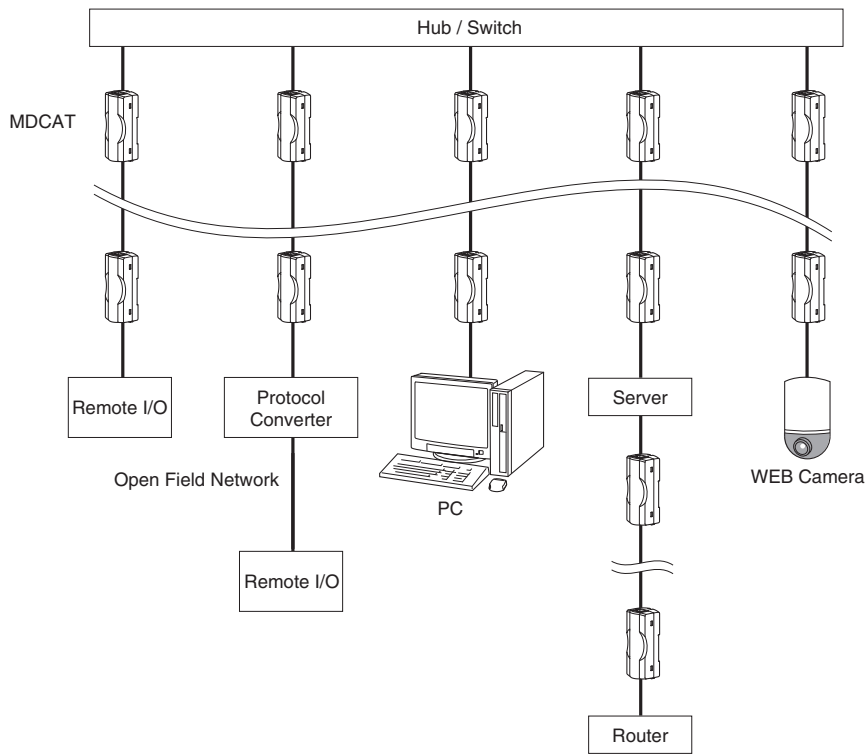 Hub / Switch
MDCAT
Remote I/O
Protocol
Converter
Server
WEB Camera
Open Field Network
PC
Remote I/O
Router